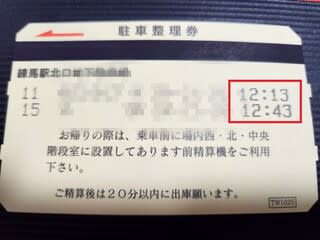 駐車整理券
練馬駅北口地下駐車場
11 12:13
15 12:43
お帰りの際は、乗車前に場内西・北・中央
階段室に設置してあります前精算機をご利用
下さい。
ご精算後は20分以内に出庫願います。
TW1025